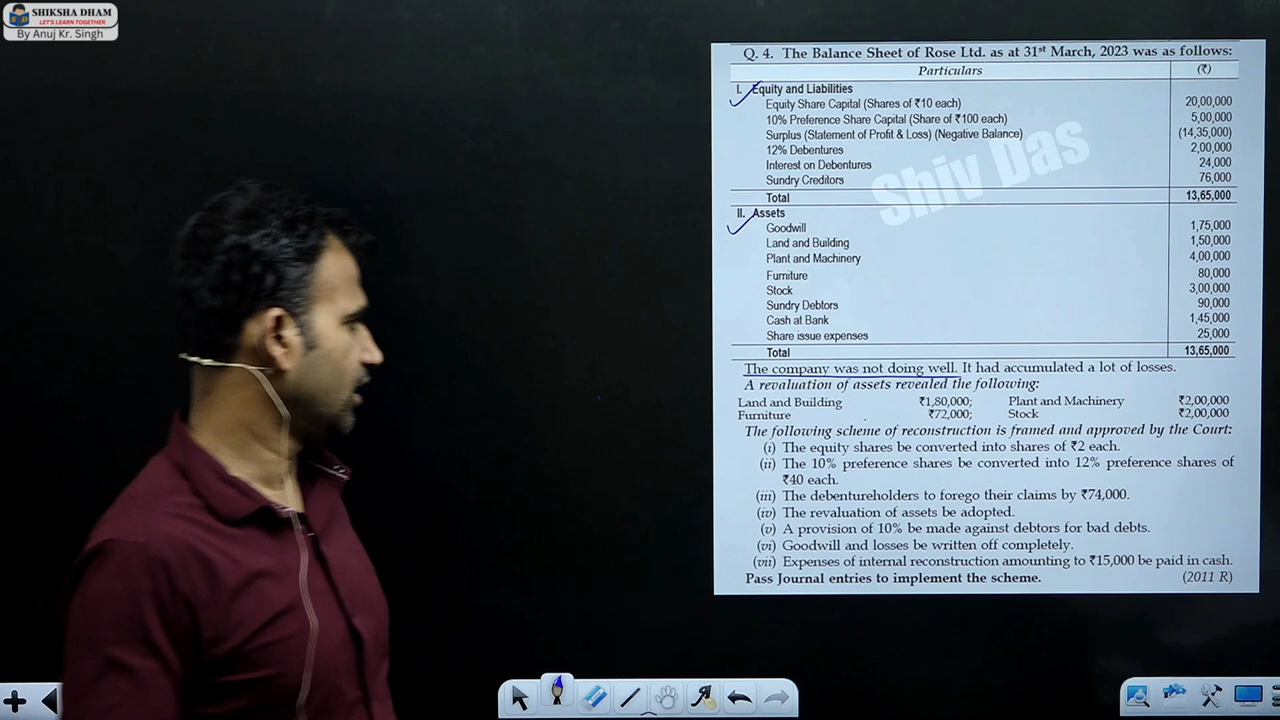 SHIKSHA DHAM
LET'S LEARN TOGETHER
By Anuj Kr. Singh
Q. 4. The Balance Sheet of Rose Ltd. as at 31st March, 2023 was as follows:
Particulars (₹)
I. Equity and Liabilities
Equity Share Capital (Shares of ₹10 each) 20,00,000
10% Preference Share Capital (Share of ₹100 each) 5,00,000
Surplus (Statement of Profit & Loss) (Negative Balance) (14,35,000)
12% Debentures 2,00,000
Interest on Debentures 24,000
Sundry Creditors 76,000
Total 13,65,000
II. Assets
Goodwill 1,75,000
Land and Building 1,50,000
Plant and Machinery 4,00,000
Furniture 80,000
Stock 3,00,000
Sundry Debtors 90,000
Cash at Bank 1,45,000
Share issue expenses 25,000
Total 13,65,000
Shiv Das
The company was not doing well. It had accumulated a lot of losses.
A revaluation of assets revealed the following:
Land and Building ₹1,80,000; Plant and Machinery ₹2,00,000
Furniture ₹72,000; Stock ₹2,00,000
The following scheme of reconstruction is framed and approved by the Court:
(i) The equity shares be converted into shares of ₹2 each.
(ii) The 10% preference shares be converted into 12% preference shares of
₹40 each.
(iii) The debentureholders to forego their claims by ₹74,000.
(iv) The revaluation of assets be adopted.
(v) A provision of 10% be made against debtors for bad debts.
(vi) Goodwill and losses be written off completely.
(vii) Expenses of internal reconstruction amounting to ₹15,000 be paid in cash.
Pass Journal entries to implement the scheme. (2011 R)